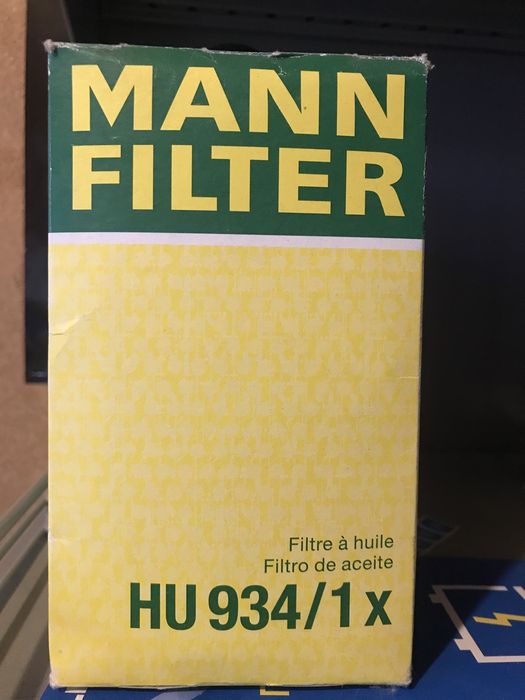 MANN
FILTER
Filtre à huile
Filtro de aceite
HU 934/1 x